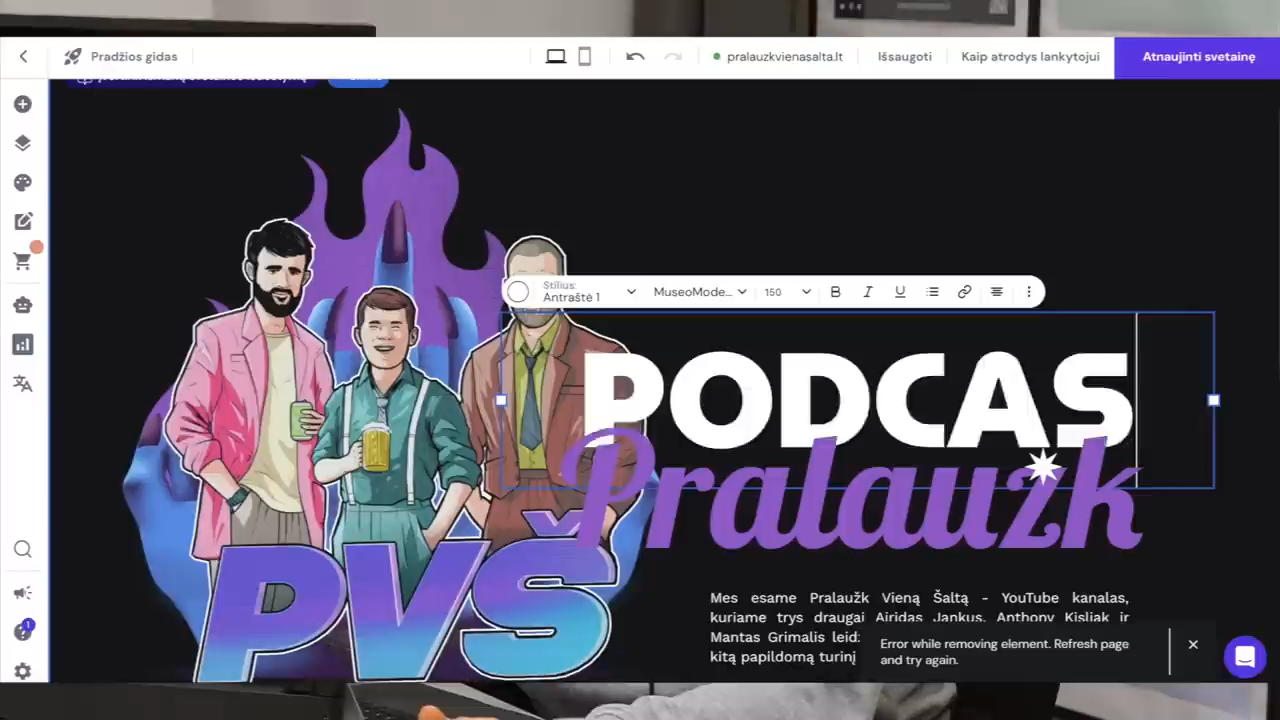 Pradžios gidas
pralauzkvienasalta.lt
Išsaugoti
Kaip atrodys lankytojui
Atnaujinti svetainę
Stilius:
Antraštė 1
MuseoMode...
150
B
I
U
PODCAS
Pralaužk
PVŠ
Mes esame Pralaužk Vieną Šaltą - YouTube kanalas,
kuriame trys draugai Airidas Jankus, Anthony Kisliak ir
Mantas Grimalis leidž
kitą papildomą turinį
Error while removing element. Refresh page
and try again.
1